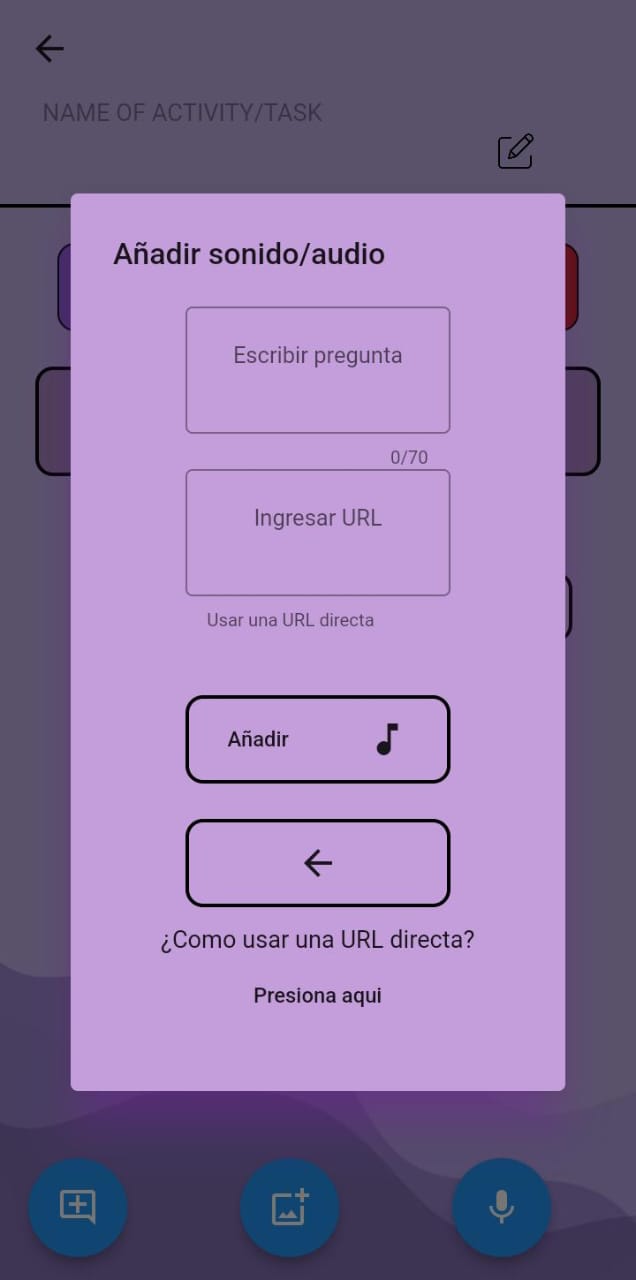 NAME OF ACTIVITY/TASK
Añadir sonido/audio
Escribir pregunta
0/70
Ingresar URL
Usar una URL directa
Añadir
¿Como usar una URL directa?
Presiona aqui